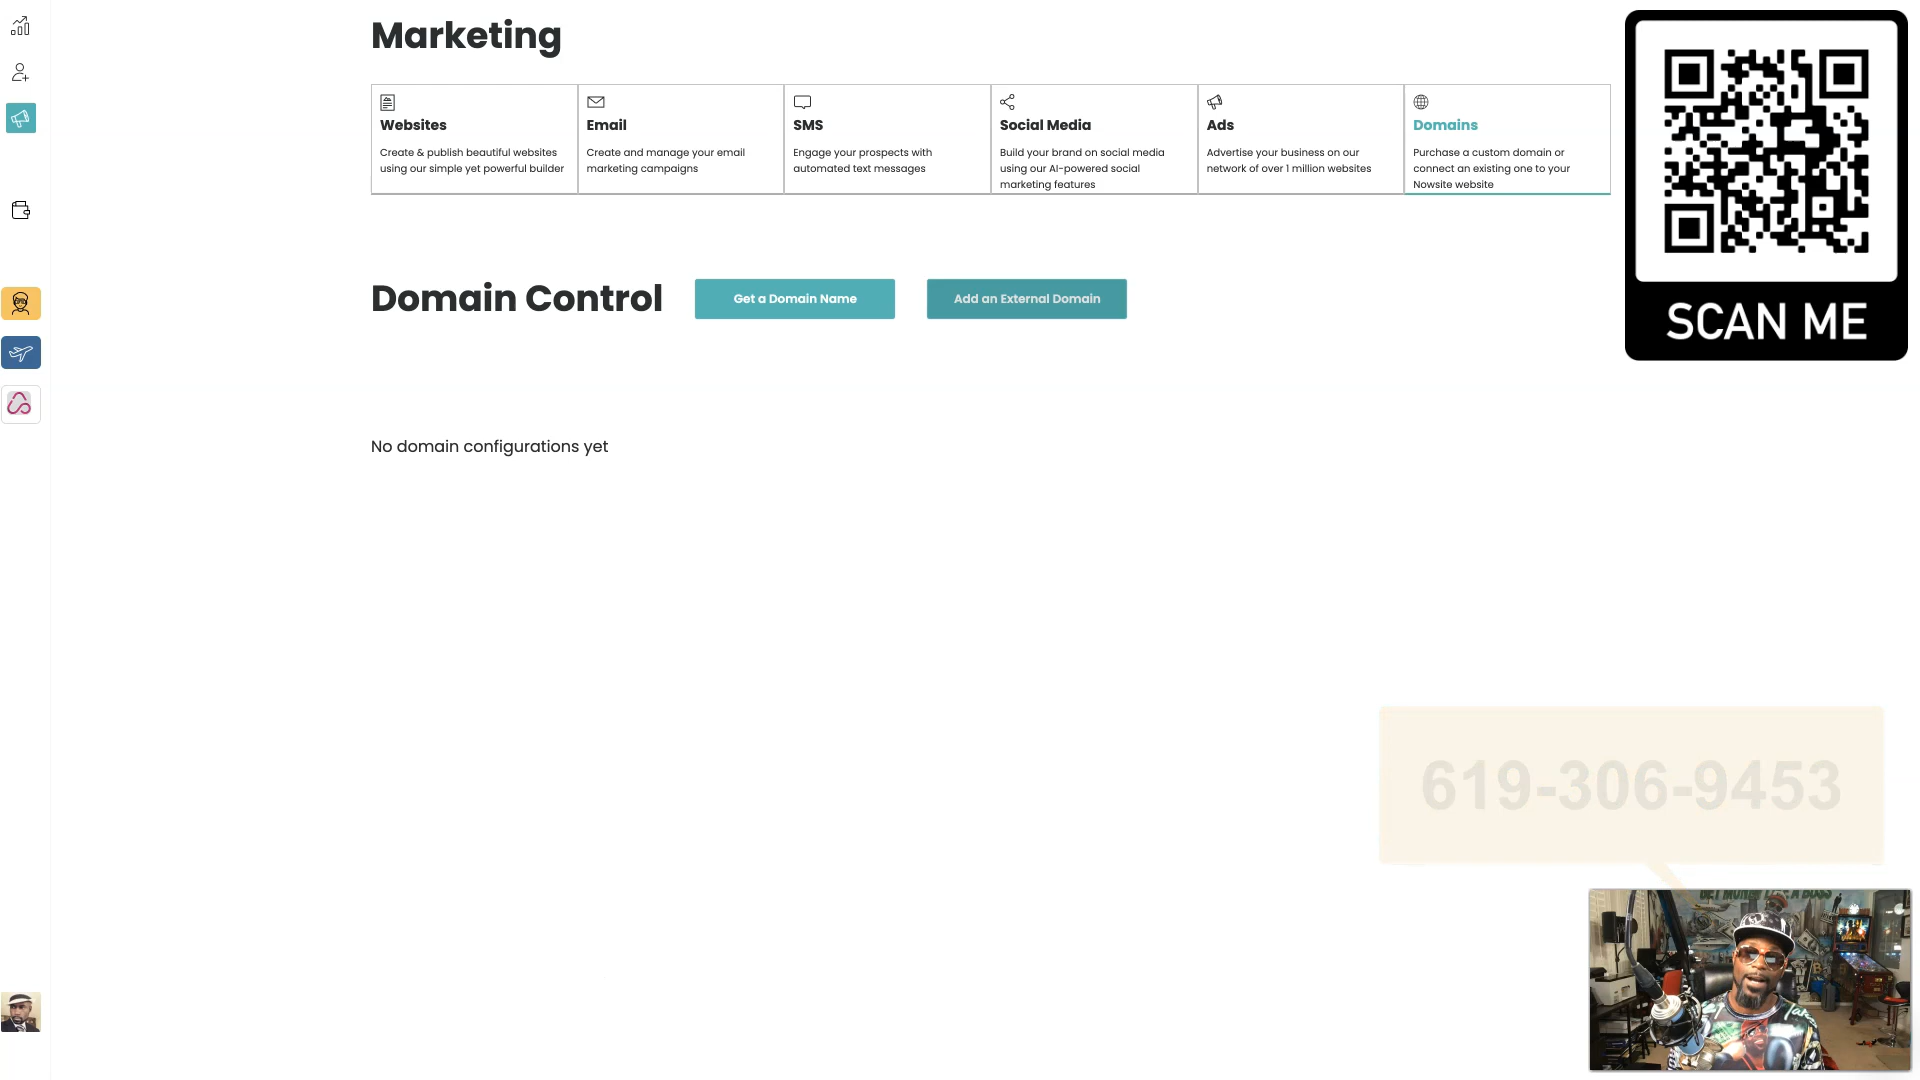 Marketing
Websites
Create & publish beautiful websites
using our simple yet powerful builder
Email
Create and manage your email
marketing campaigns
SMS
Engage your prospects with
automated text messages
Social Media
Build your brand on social media
using our AI-powered social
marketing features
Ads
Advertise your business on our
network of over 1 million websites
Domains
Purchase a custom domain or
connect an existing one to your
Nowsite website
SCAN ME
Domain Control
Get a Domain Name
Add an External Domain
No domain configurations yet
619-306-9453